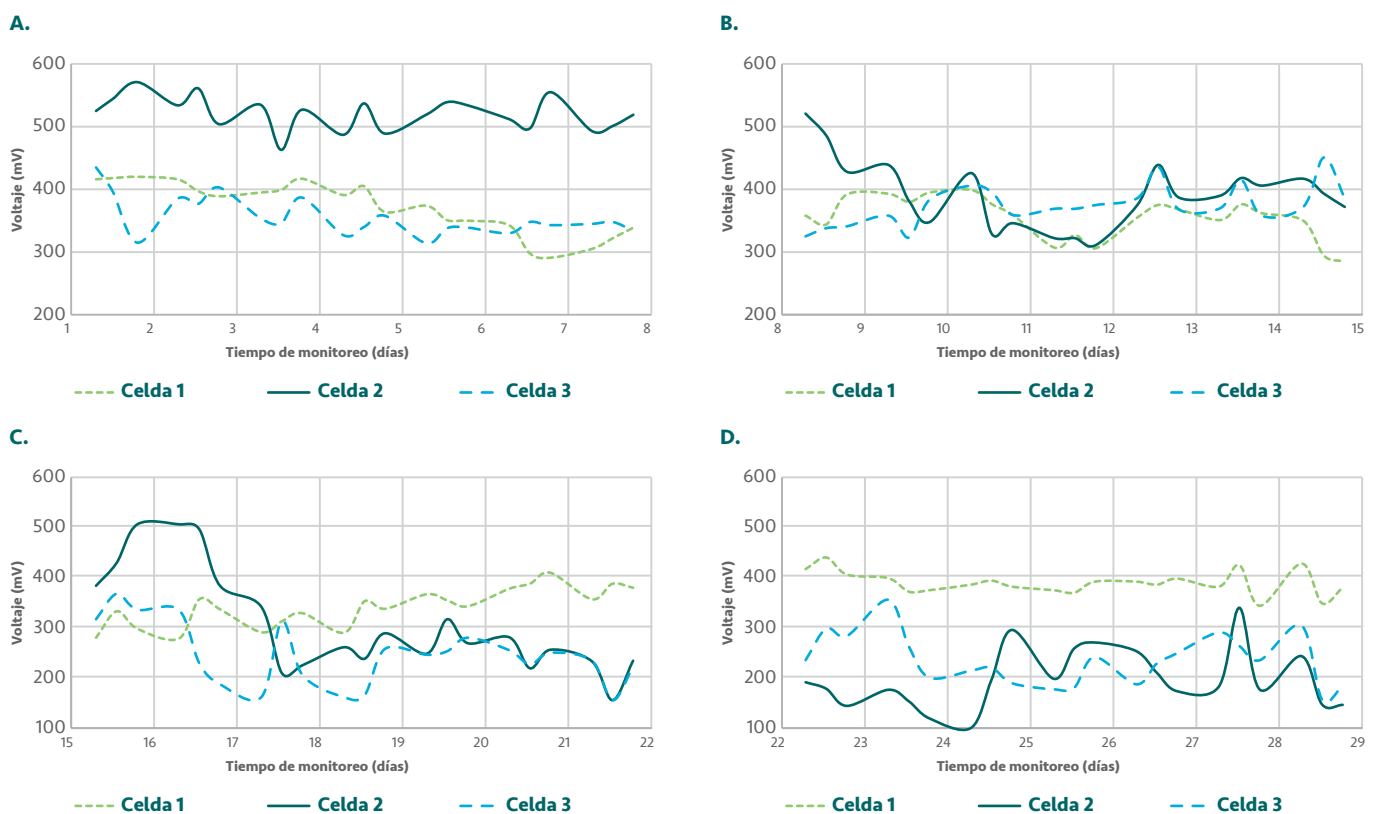 A.
600
500
400
300
200
Voltaje (mV)
1 2 3 4 5 6 7 8
Tiempo de monitoreo (días)
Celda 1 Celda 2 Celda 3
B.
600
500
400
300
200
Voltaje (mV)
8 9 10 11 12 13 14 15
Tiempo de monitoreo (días)
Celda 1 Celda 2 Celda 3
C.
600
500
400
300
200
100
Voltaje (mV)
15 16 17 18 19 20 21 22
Tiempo de monitoreo (días)
Celda 1 Celda 2 Celda 3
D.
600
500
400
300
200
100
Voltaje (mV)
22 23 24 25 26 27 28 29
Tiempo de monitoreo (días)
Celda 1 Celda 2 Celda 3